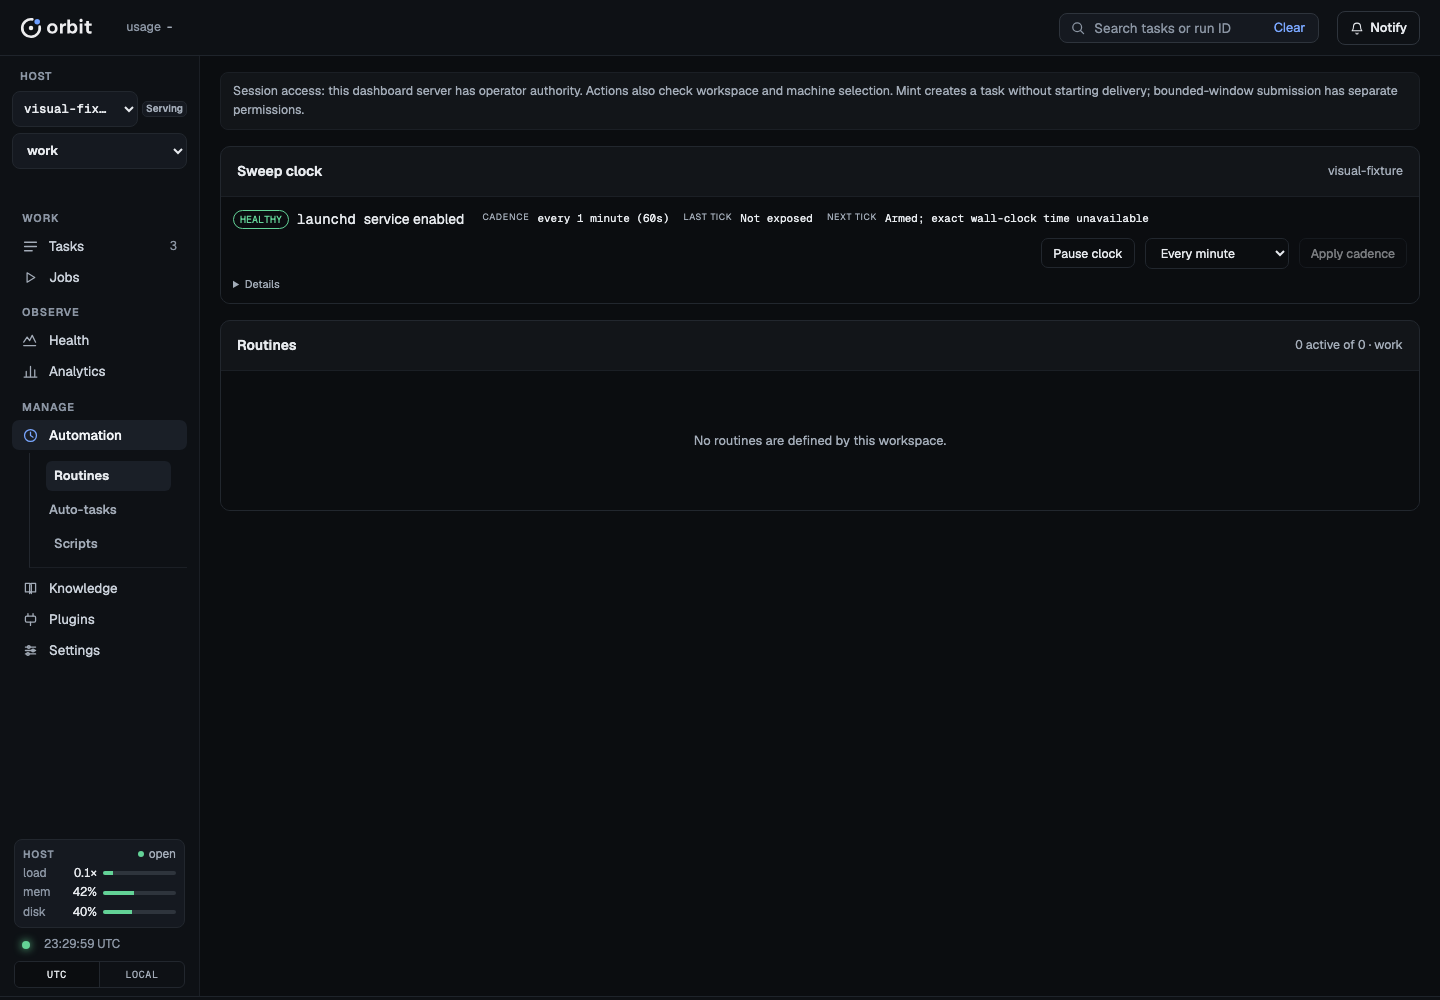 orbit
usage -
Search tasks or run ID
Clear
Notify
HOST
visual-fix…
Serving
work
WORK
Tasks 3
Jobs
OBSERVE
Health
Analytics
MANAGE
Automation
Routines
Auto-tasks
Scripts
Knowledge
Plugins
Settings
HOST open
load 0.1×
mem 42%
disk 40%
23:29:59 UTC
UTC LOCAL
Session access: this dashboard server has operator authority. Actions also check workspace and machine selection. Mint creates a task without starting delivery; bounded-window submission has separate
permissions.
Sweep clock visual-fixture
HEALTHY launchd service enabled CADENCE every 1 minute (60s) LAST TICK Not exposed NEXT TICK Armed; exact wall-clock time unavailable
Pause clock Every minute Apply cadence
Details
Routines 0 active of 0 · work
No routines are defined by this workspace.